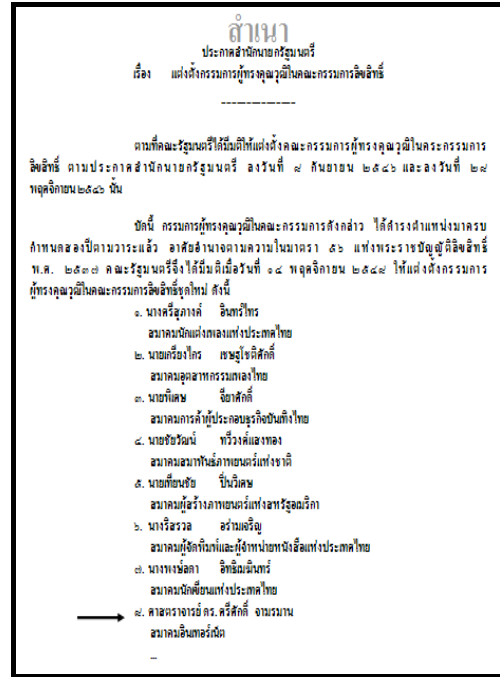 สำเนา
ประกาศสำนักนายกรัฐมนตรี
เรื่อง แต่งตั้งกรรมการผู้ทรงคุณวุฒิในคณะกรรมการลิขสิทธิ์
---------------
ตามที่คณะรัฐมนตรีได้มีมติให้แต่งตั้งคณะกรรมการผู้ทรงคุณวุฒิในคระกรรมการ
ลิขสิทธิ์ ตามประกาศสำนักนายกรัฐมนตรี ลงวันที่ ๙ กันยายน ๒๕๔๖ และลงวันที่ ๒๙
พฤศจิกายน ๒๕๔๖ นั้น
บัดนี้ กรรมการผู้ทรงคุณวุฒิในคณะกรรมการดังกล่าว ได้ดำรงตำแหน่งมาครบ
กำหนดสองปีตามวาระแล้ว อาศัยอำนาจตามความในมาตรา ๕๖ แห่งพระราชบัญญัติลิขสิทธิ์
พ.ศ. ๒๕๓๗ คณะรัฐมนตรีจึงได้มีมติเมื่อวันที่ ๑๔ พฤศจิกายน ๒๕๔๙ ให้แต่งตั้งกรรมการ
ผู้ทรงคุณวุฒิในคณะกรรมการลิขสิทธิ์ชุดใหม่ ดังนี้
๑. นางศรีสุภางค์ อินทร์ไทร
สมาคมนักแต่งเพลงแห่งประเทศไทย
๒. นายเกรียงไกร เชษฐโชติศักดิ์
สมาคมอุตสาหกรรมเพลงไทย
๓. นายพิเศษ จียาศักดิ์
สมาคมการค้าผู้ประกอบธุรกิจบันเทิงไทย
๔. นายชัยวัฒน์ ทวีวงศ์แสงทอง
สมาคมสมาพันธ์ภาพยนตร์แห่งชาติ
๕. นายเทียนชัย ปิ่นวิเศษ
สมาคมผู้สร้างภาพยนตร์แห่งสหรัฐอเมริกา
๖. นางริสรวล อร่ามเจริญ
สมาคมผู้จัดพิมพ์และผู้จำหน่ายหนังสือแห่งประเทศไทย
๗. นางพงษ์ลดา อิทธิเมฆินทร์
สมาคมนักเขียนแห่งประเทศไทย
๘. ศาสตราจารย์ ดร. ศรีศักดิ์ จามรมาน
สมาคมอินเทอร์เน็ต
...